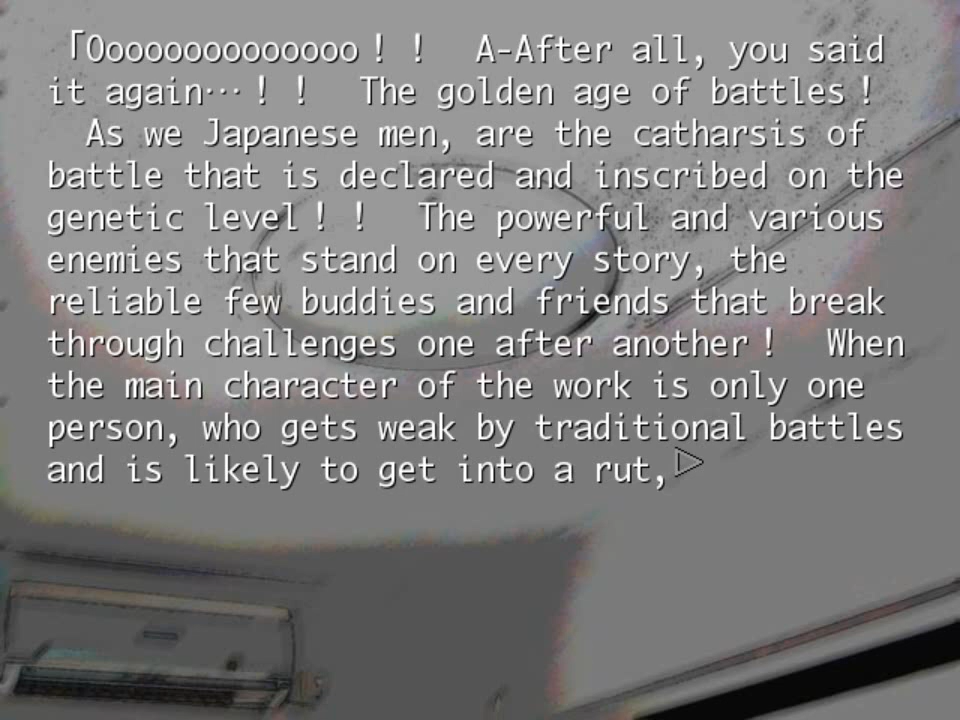 「Oooooooooooooo！！　A-After all, you said
it again…！！　The golden age of battles！
　As we Japanese men, are the catharsis of
battle that is declared and inscribed on the
genetic level！！　The powerful and various
enemies that stand on every story, the
reliable few buddies and friends that break
through challenges one after another！　When
the main character of the work is only one
person, who gets weak by traditional battles
and is likely to get into a rut,